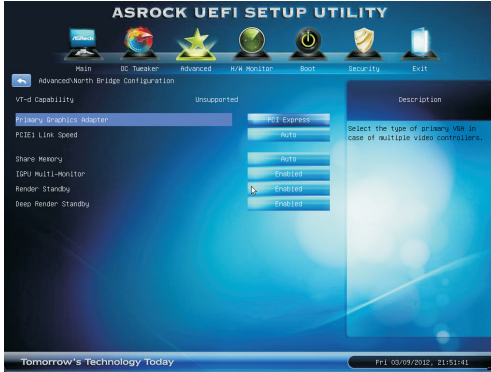 ASROCK UEFI SETUP UTILITY
ASRock
Main OC Tweaker Advanced H/W Monitor Boot Security Exit
Advanced\North Bridge Configuration
Description
VT-d Capability Unsupported
Primary Graphics Adapter PCI Express
PCIE1 Link Speed Auto
Share Memory Auto
IGPU Multi-Monitor Enabled
Render Standby Enabled
Deep Render Standby Enabled
Select the type of primary VGA in
case of multiple video controllers.
Tomorrow's Technology Today
Fri 03/09/2012, 21:51:41